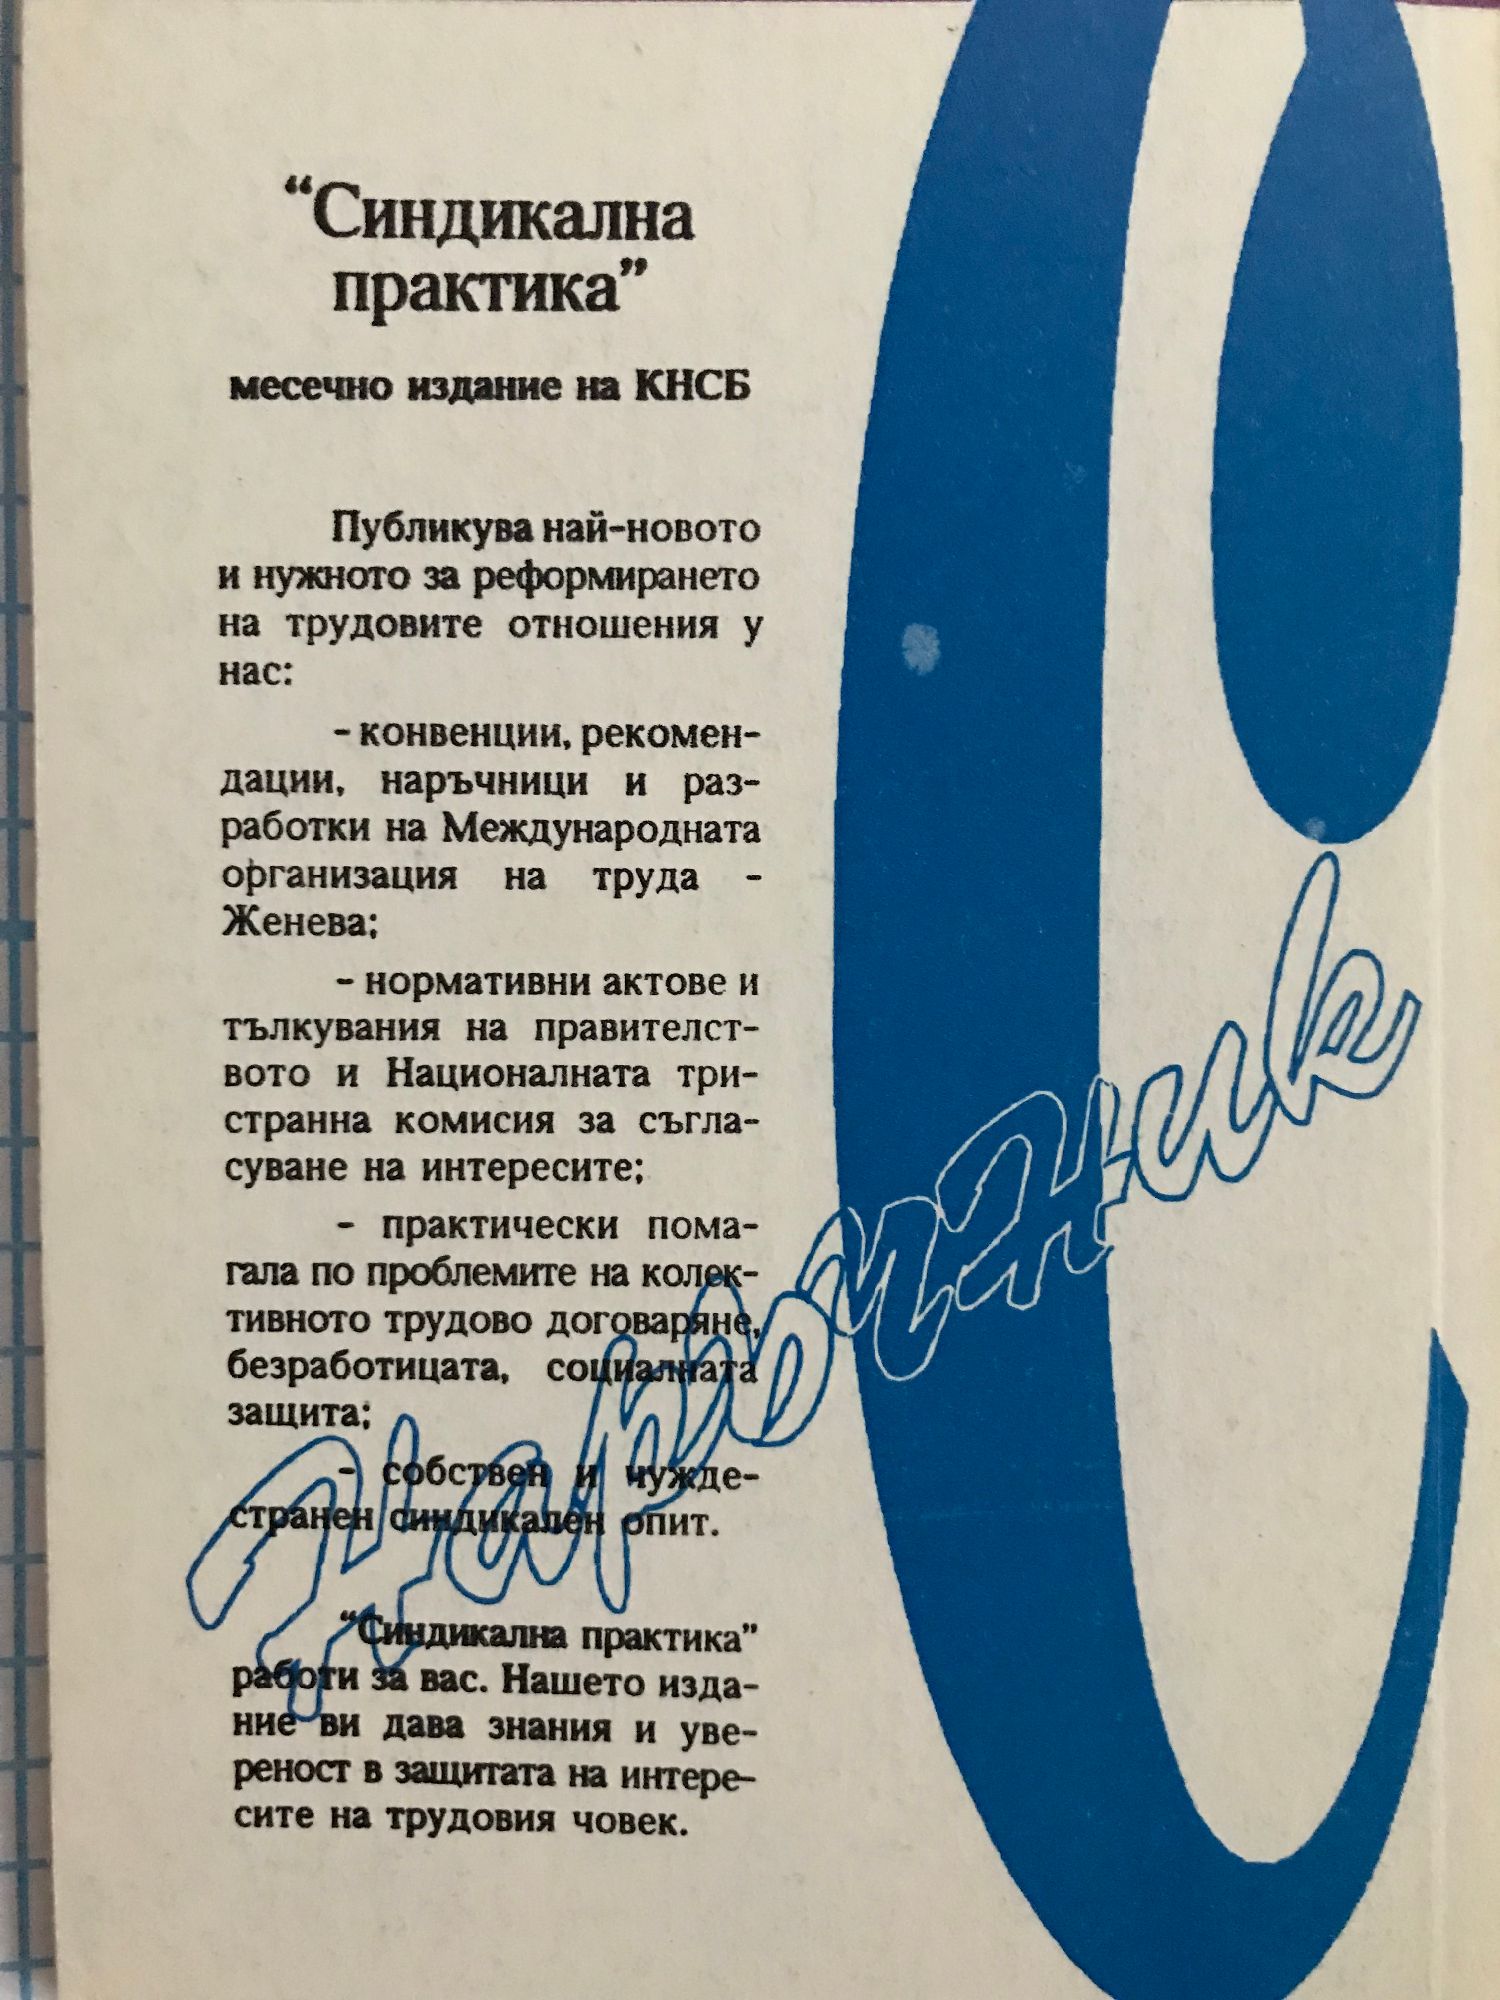 “Синдикална
практика”
месечно издание на КНСБ
Публикува най-новото
и нужното за реформирането
на трудовите отношения у
нас:
- конвенции, рекомен-
дации, наръчници и раз-
работки на Международната
организация на труда -
Женева;
- нормативни актове и
тълкувания на правителст-
вото и Националната три-
странна комисия за съгла-
суване на интересите;
- практически пома-
гала по проблемите на колек-
тивното трудово договаряне,
безработицата, социалната
защита;
- собствен и чужде-
странен синдикален опит.
“Синдикална практика”
работи за вас. Нашето изда-
ние ви дава знания и уве-
реност в защитата на интере-
сите на трудовия човек.
Наръчник
С